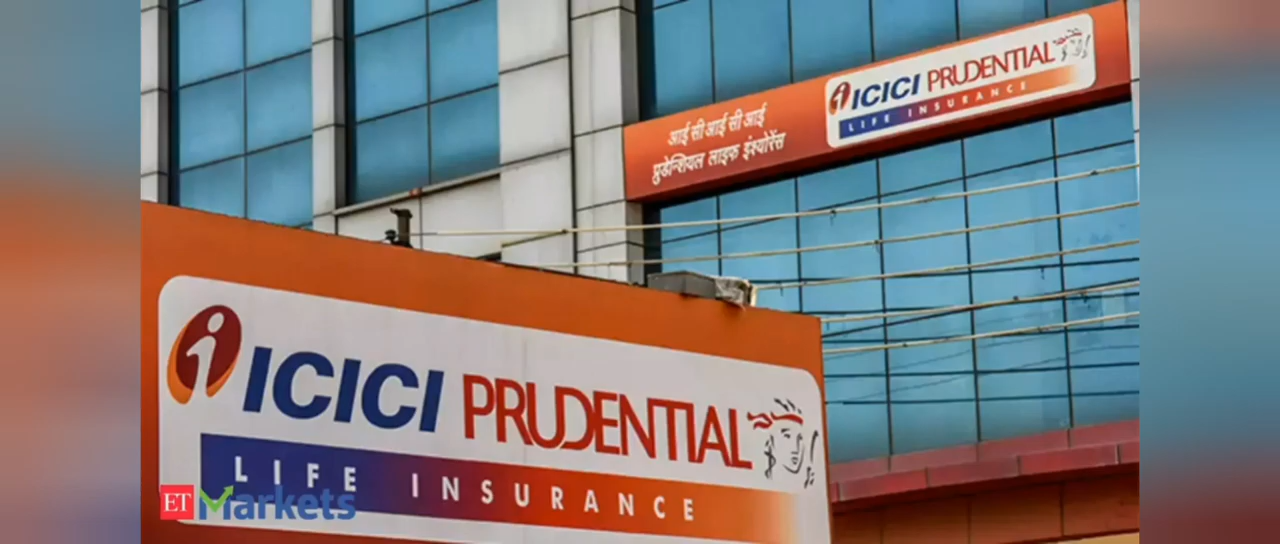 आई सी आई सी आई
प्रुडेन्शियल लाइफ इंश्योरेंस
ICICI PRUDENTIAL
LIFE INSURANCE
ICICI PRUDENTIAL
LIFE INSURANCE
ET Markets